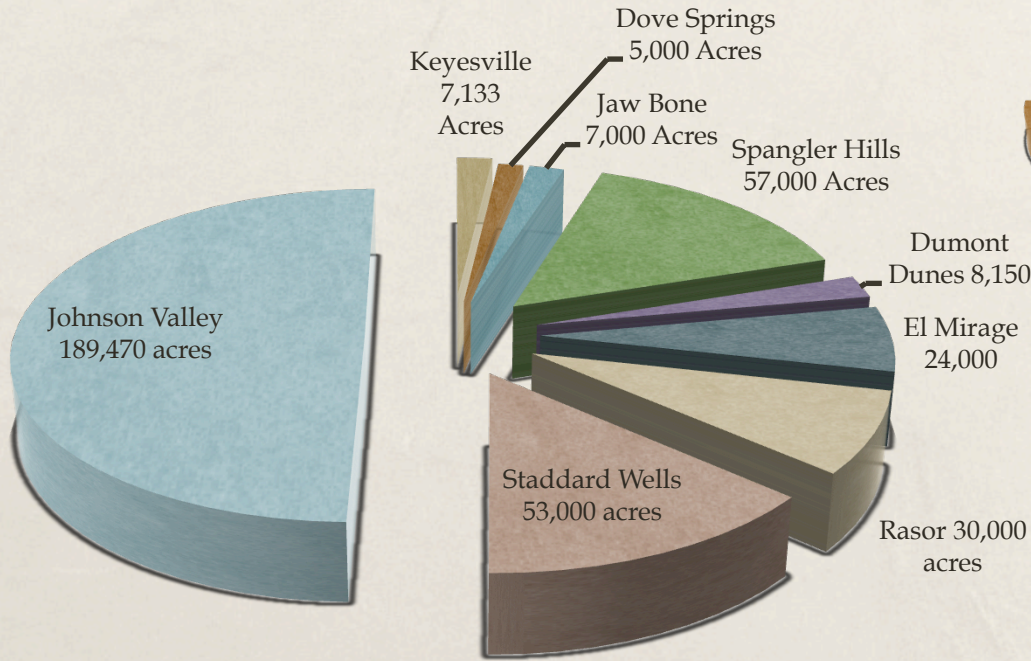 Dove Springs
5,000 Acres
Keyesville
7,133
Acres
Jaw Bone
7,000 Acres
Spangler Hills
57,000 Acres
Dumont
Dunes 8,150
El Mirage
24,000
Johnson Valley
189,470 acres
Staddard Wells
53,000 acres
Rasor 30,000
acres